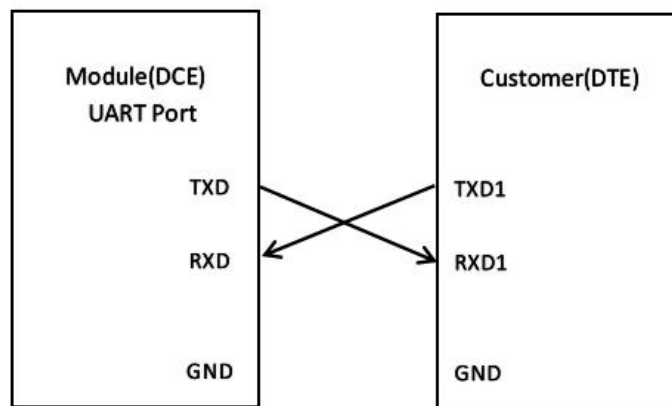 Module(DCE)
UART Port
TXD
RXD
GND
Customer(DTE)
TXD1
RXD1
GND